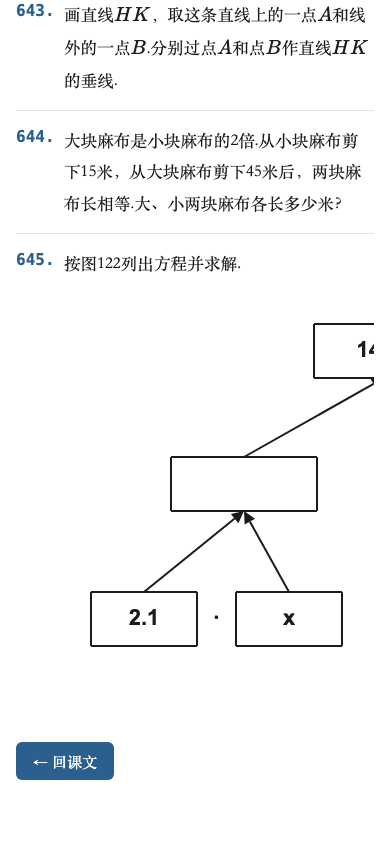 643. 画直线HK，取这条直线上的一点A和线
外的一点B.分别过点A和点B作直线HK
的垂线.
644. 大块麻布是小块麻布的2倍.从小块麻布剪
下15米，从大块麻布剪下45米后，两块麻
布长相等.大、小两块麻布各长多少米?
645. 按图122列出方程并求解.
2.1 · x
← 回课文